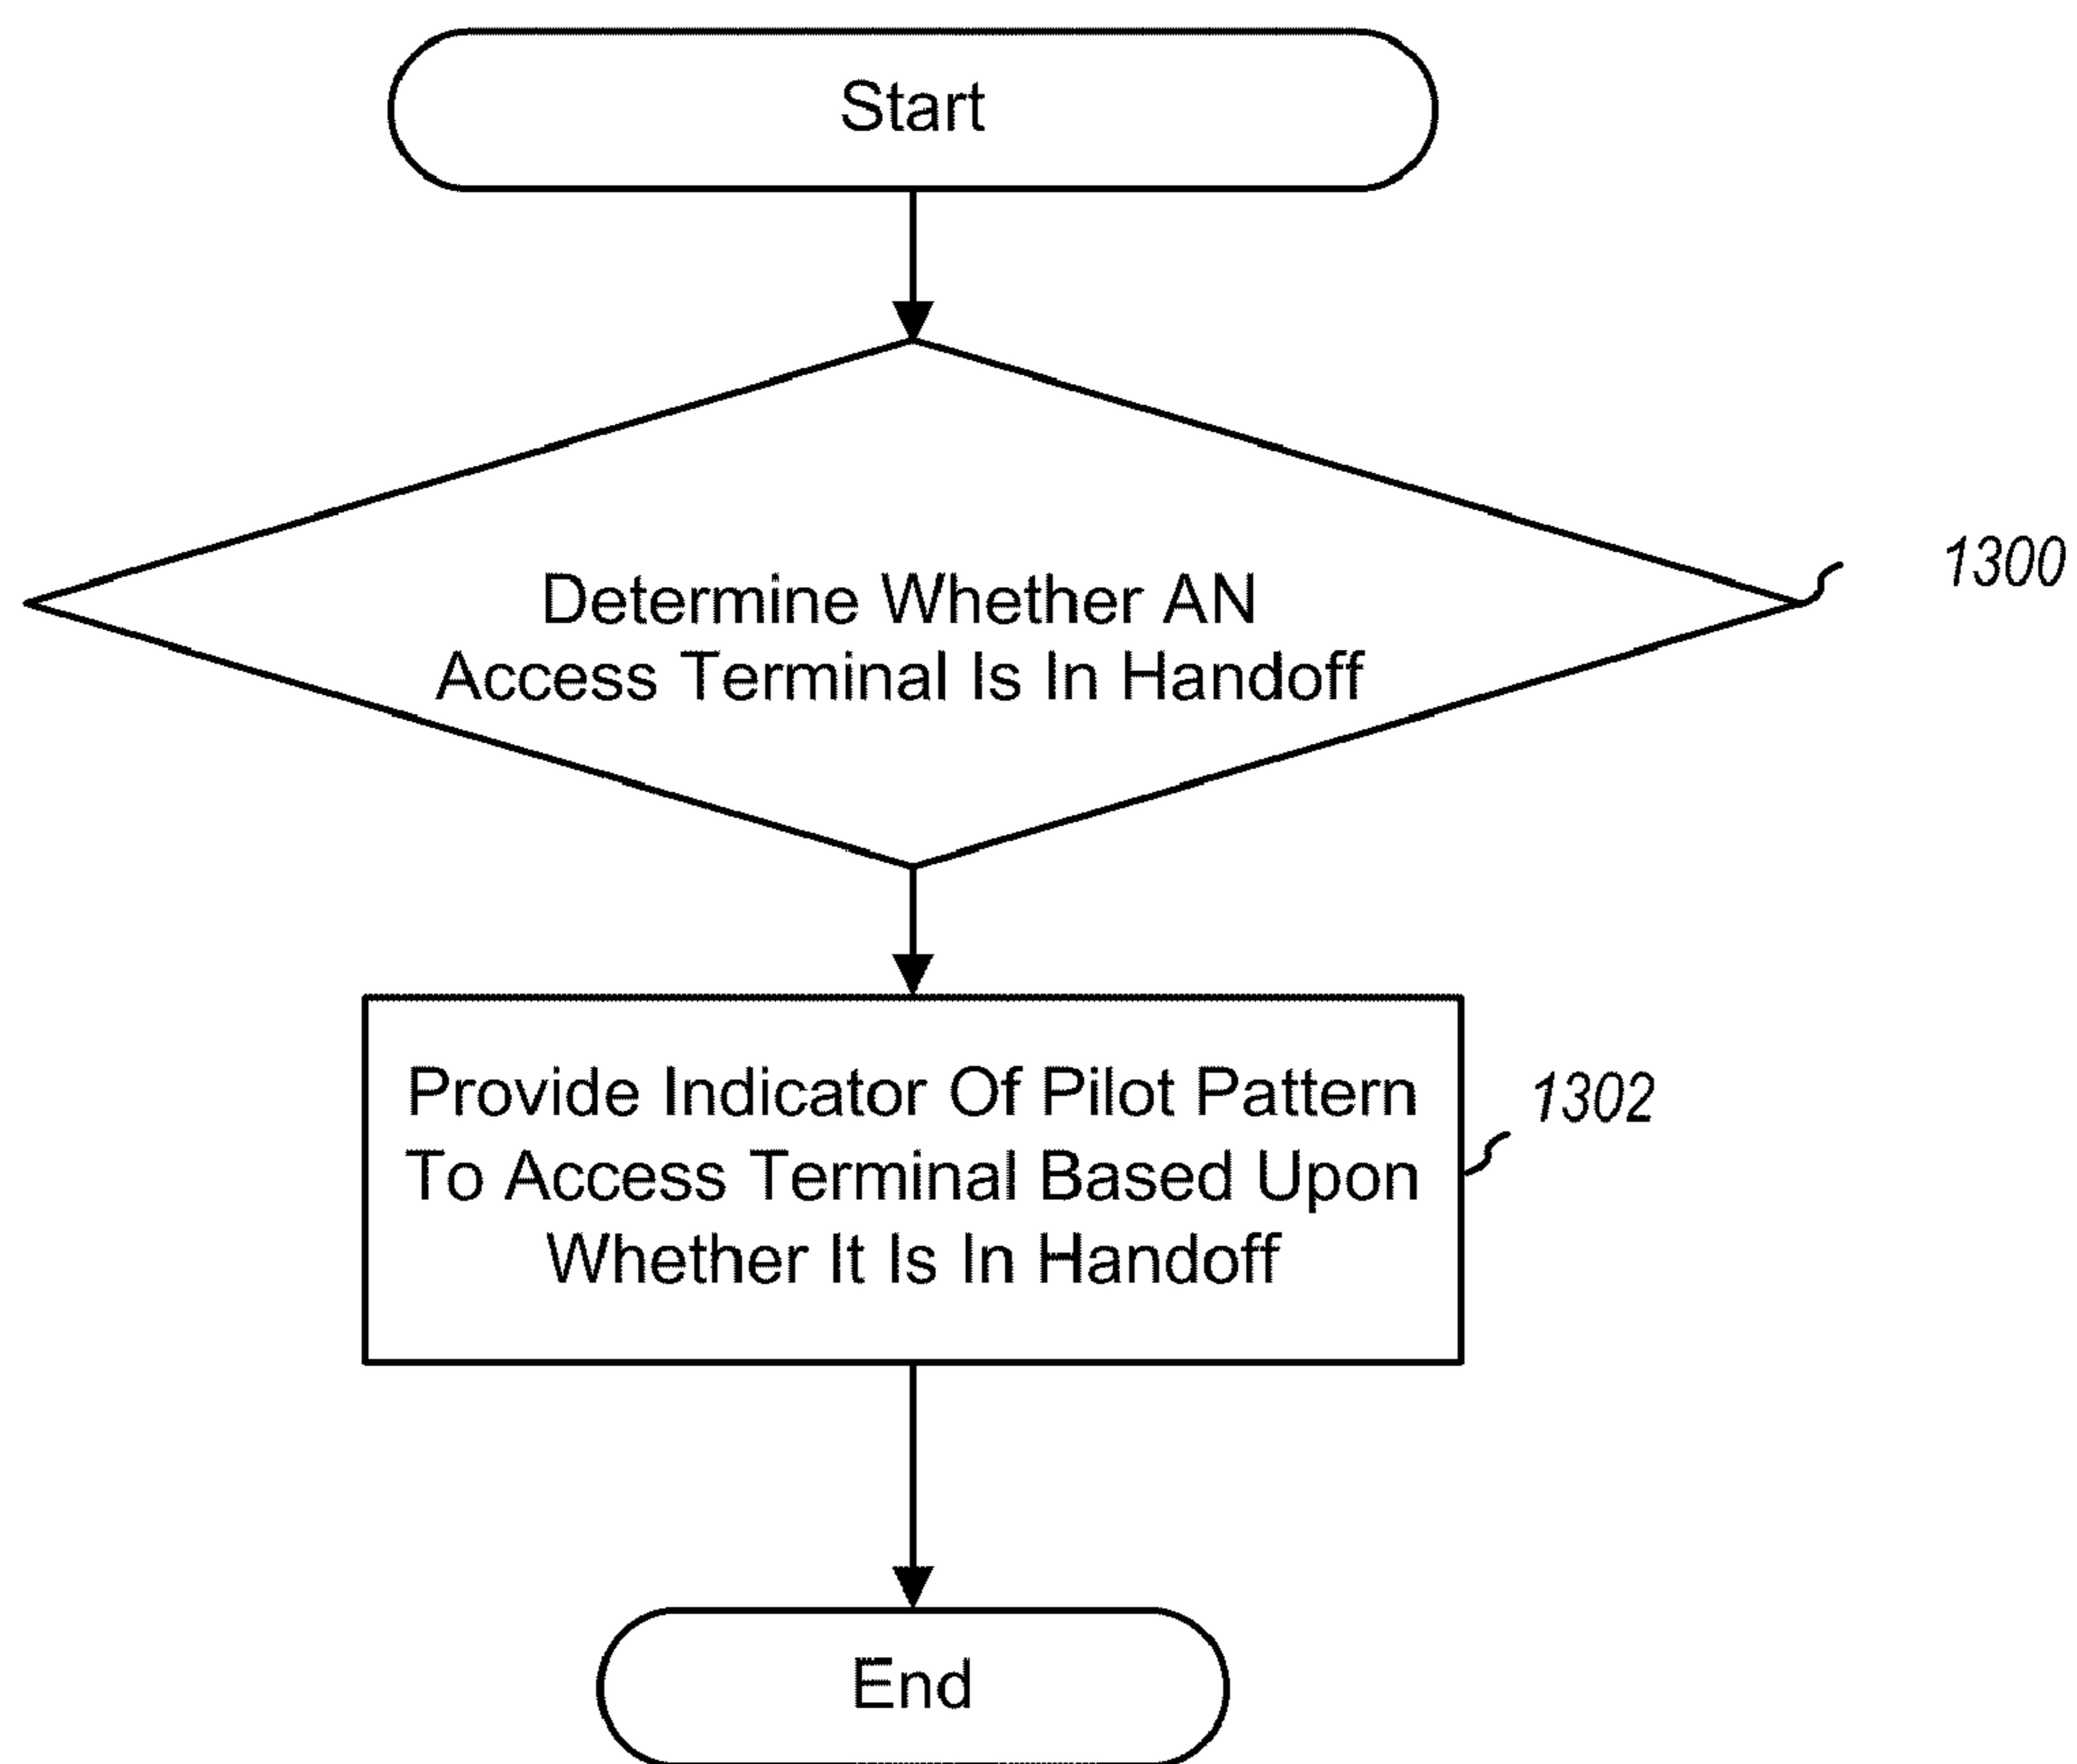 Start
Determine Whether AN
Access Terminal Is In Handoff
1300
Provide Indicator Of Pilot Pattern
To Access Terminal Based Upon
Whether It Is In Handoff
1302
End